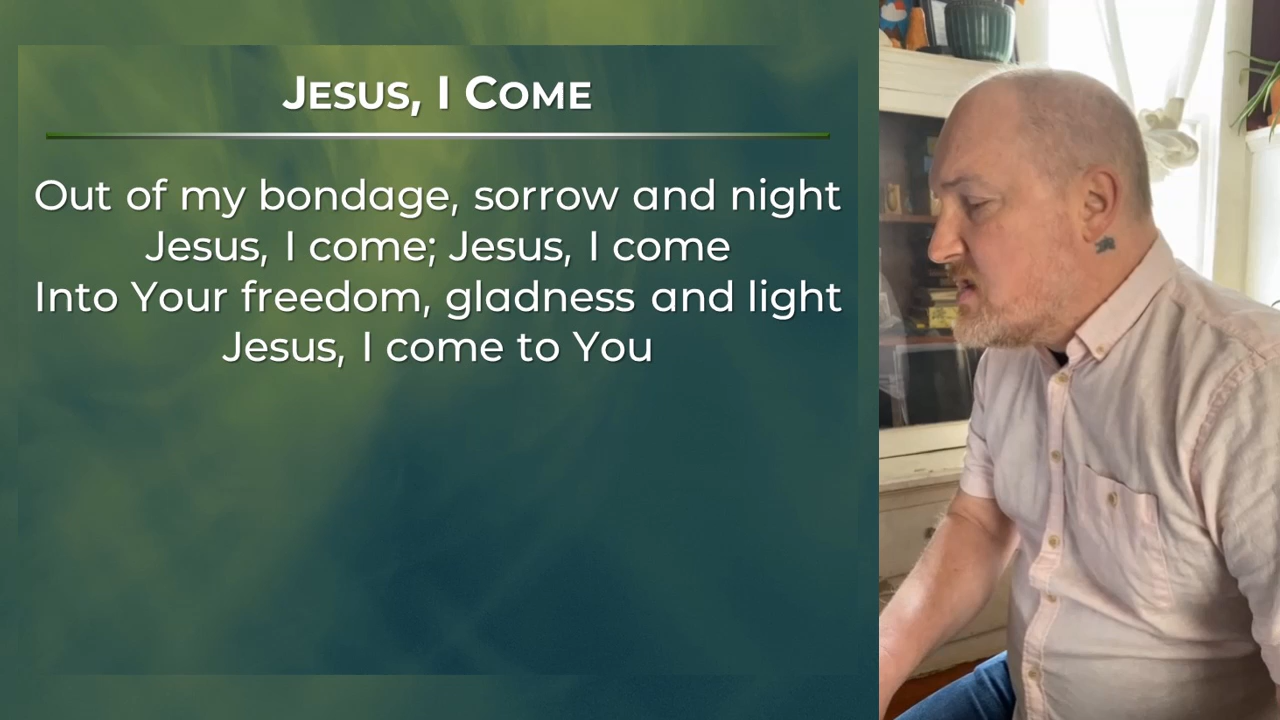 Jesus, I Come
Out of my bondage, sorrow and night
Jesus, I come; Jesus, I come
Into Your freedom, gladness and light
Jesus, I come to You